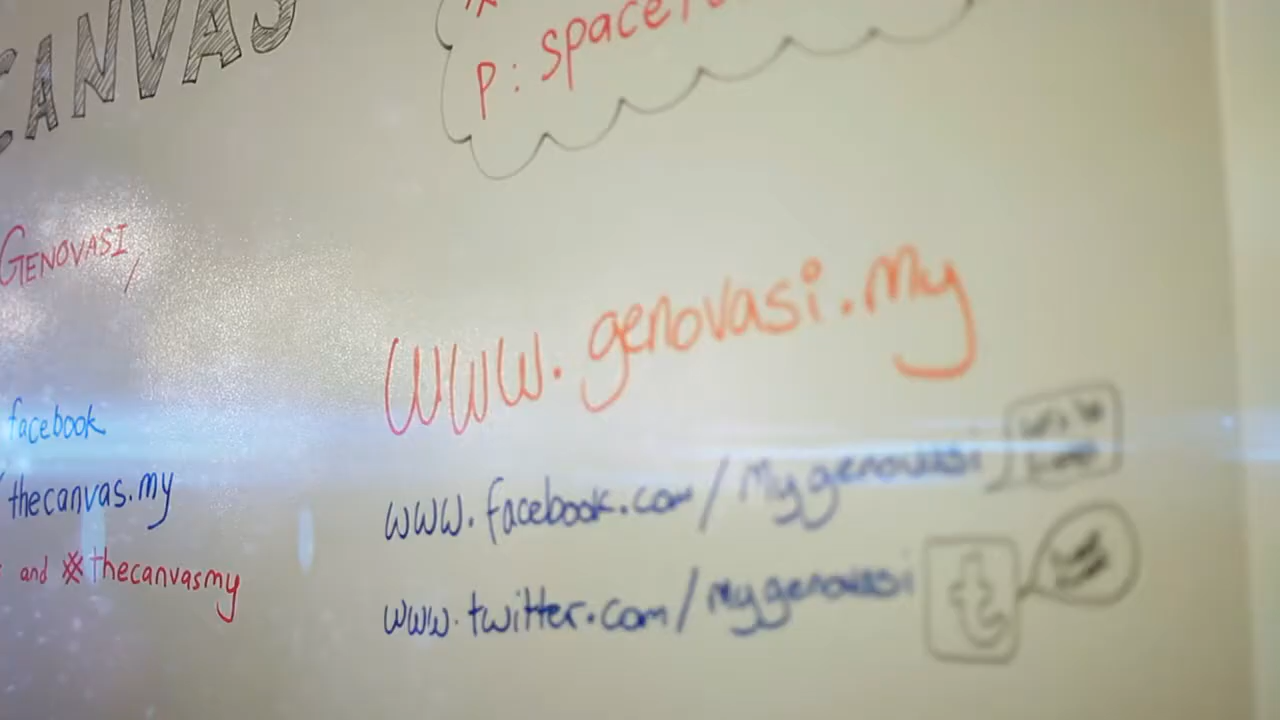 CANVAS
P: space
GENOVASI,
facebook
thecanvas.my
and #thecanvasmy
www.genovasi.my
www.facebook.com/Mygenovasi
www.twitter.com/mygenovasi
t